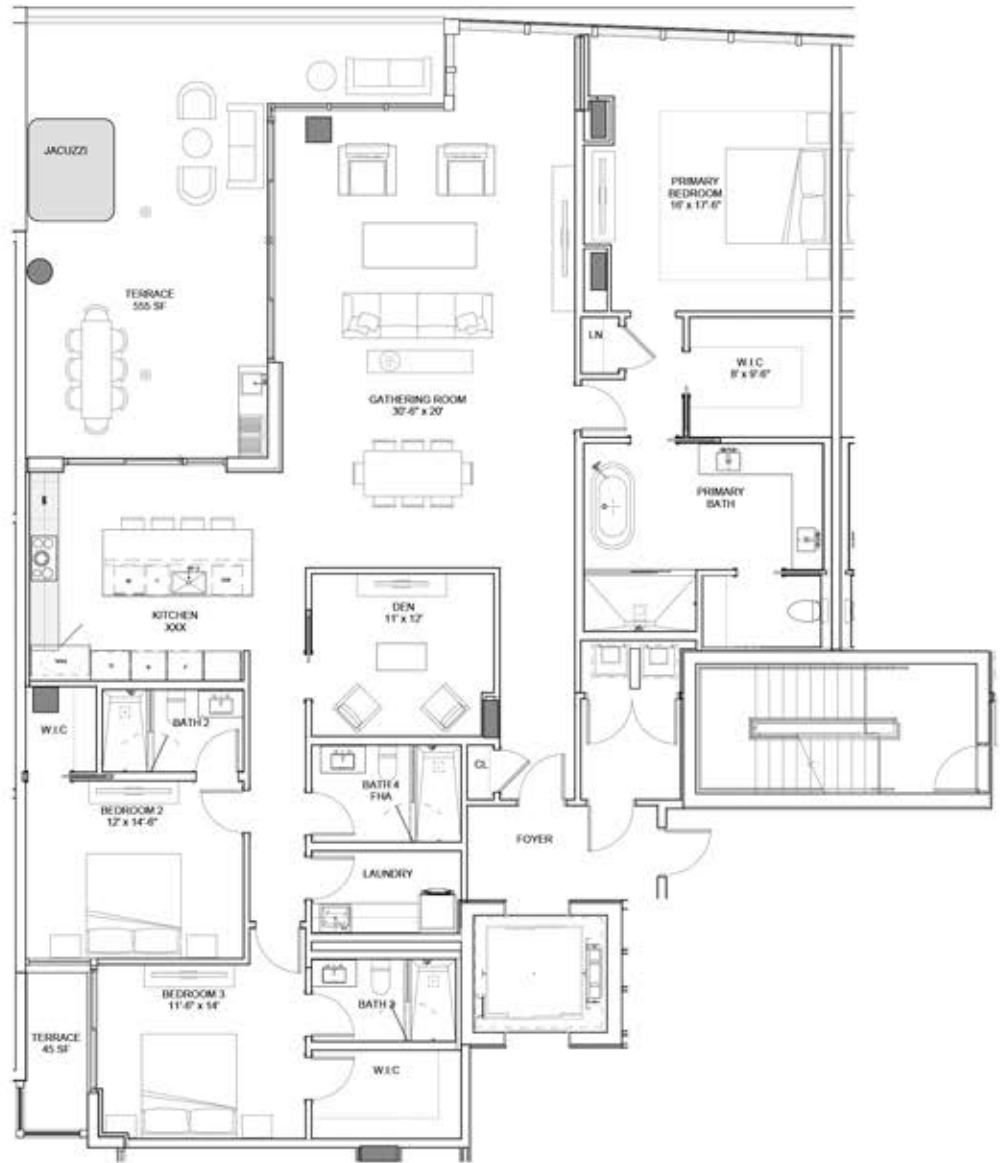 JACUZZI
PRIMARY
BEDROOM
16' x 17'-6"
TERRACE
555 SF
LN
W.I.C
8' x 9'-6"
GATHERING ROOM
30'-6" x 20'
PRIMARY
BATH
DEN
11' x 12'
KITCHEN
XXX
W.I.C
BATH 2
CL
BATH 4
FHA
BEDROOM 2
12' x 14'-6"
FOYER
LAUNDRY
BEDROOM 3
11'-6" x 14'
BATH 3
TERRACE
45 SF
W.I.C